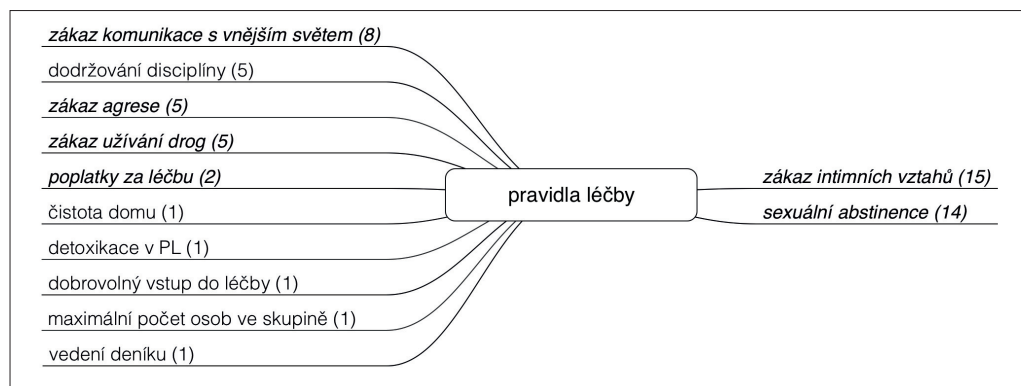 zákaz komunikace s vnějším světem (8)
dodržování disciplíny (5)
zákaz agrese (5)
zákaz užívání drog (5)
poplatky za léčbu (2)
čistota domu (1)
detoxikace v PL (1)
dobrovolný vstup do léčby (1)
maximální počet osob ve skupině (1)
vedení deníku (1)
pravidla léčby
zákaz intimních vztahů (15)
sexuální abstinence (14)